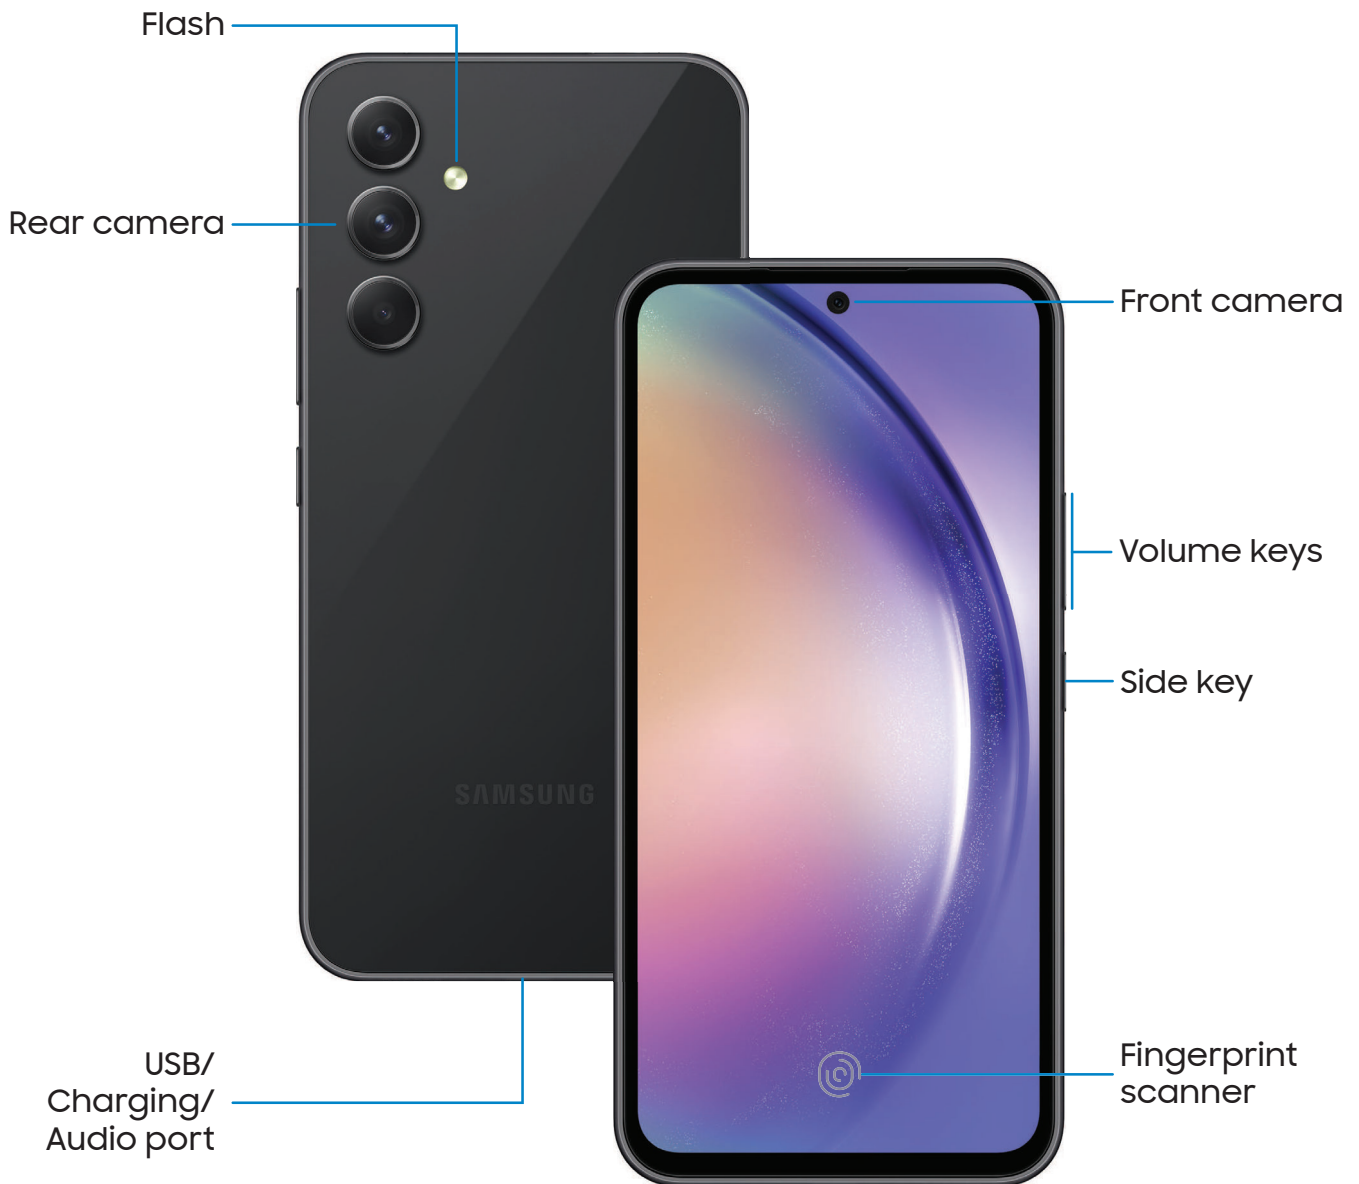 Flash
Rear camera
Front camera
Volume keys
Side key
SAMSUNG
USB/
Charging/
Audio port
Fingerprint
scanner